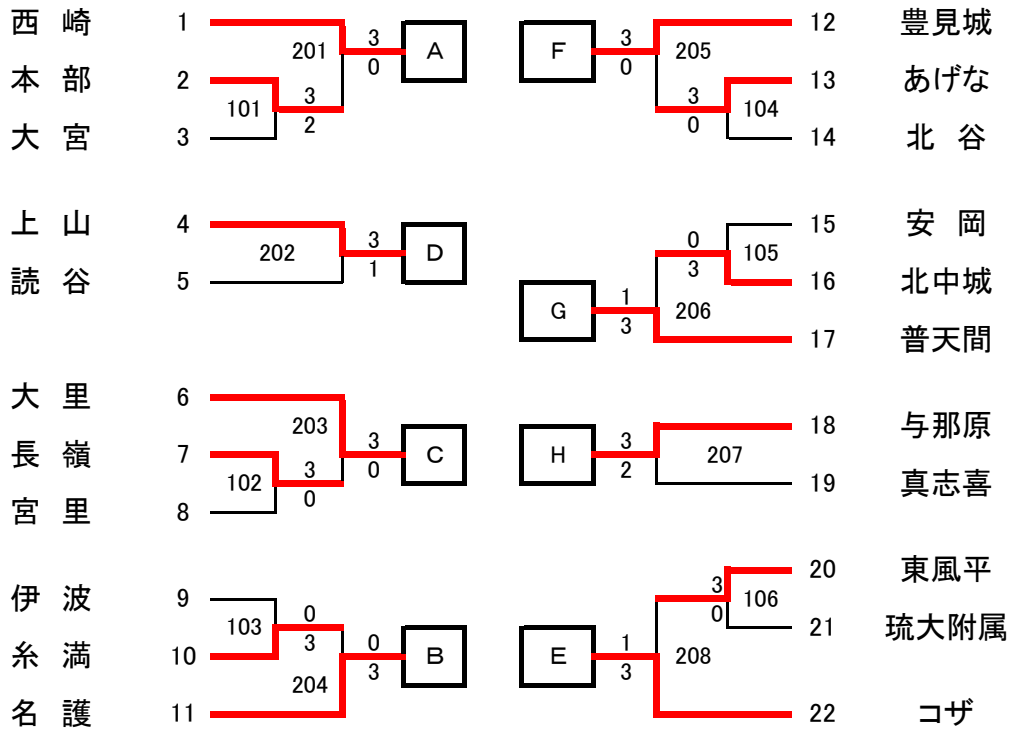 西 崎 1 3 A F 3 12 豊見城
201 0 0 205
本 部 2 3 3 13 あげな
101 2 0 104
大 宮 3 14 北 谷
上 山 4 3 D 0 15 安 岡
202 1 3 105
読 谷 5 16 北中城
G 1 206
3 17 普天間
大 里 6 18 与那原
203 3 C H 3 207
長 嶺 7 3 0 2 19 真志喜
102 0
宮 里 8
20 東風平
伊 波 9 0 3 106
103 3 0 21 琉大附属
糸 満 10 0 B E 1 208
204 3 3
名 護 11 22 コザ